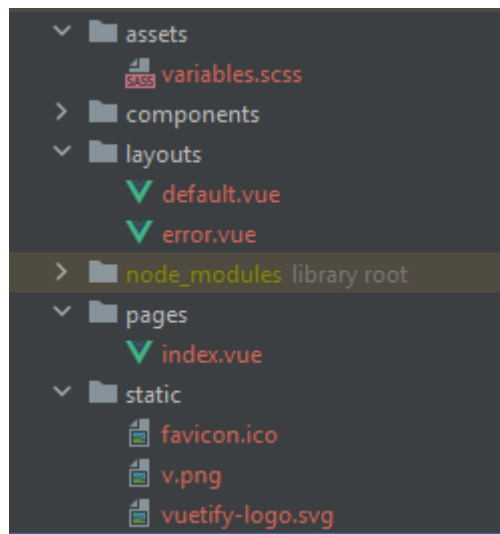 assets
SASS variables.scss
components
layouts
default.vue
error.vue
node_modules library root
pages
index.vue
static
favicon.ico
v.png
vuetify-logo.svg